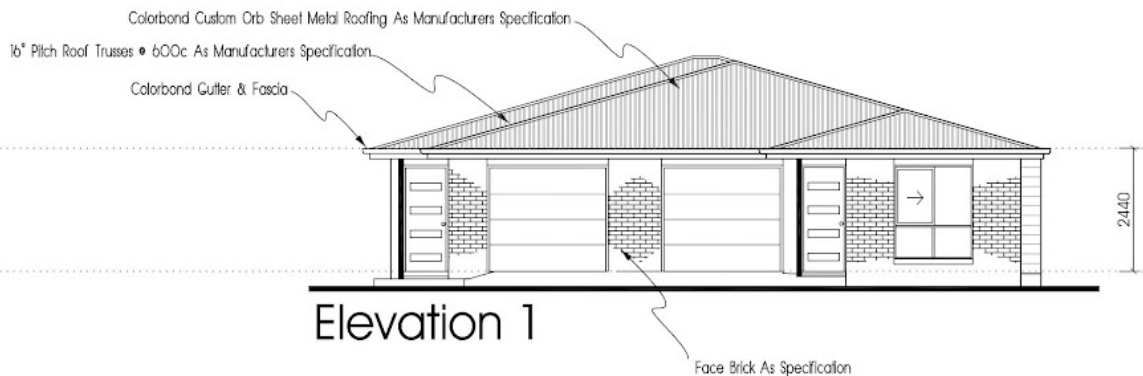 Colorbond Custom Orb Sheet Metal Roofing As Manufacturers Specification
16° Pitch Roof Trusses @ 600c As Manufacturers Specification
Colorbond Gutter & Fascia
2440
Elevation 1
Face Brick As Specification